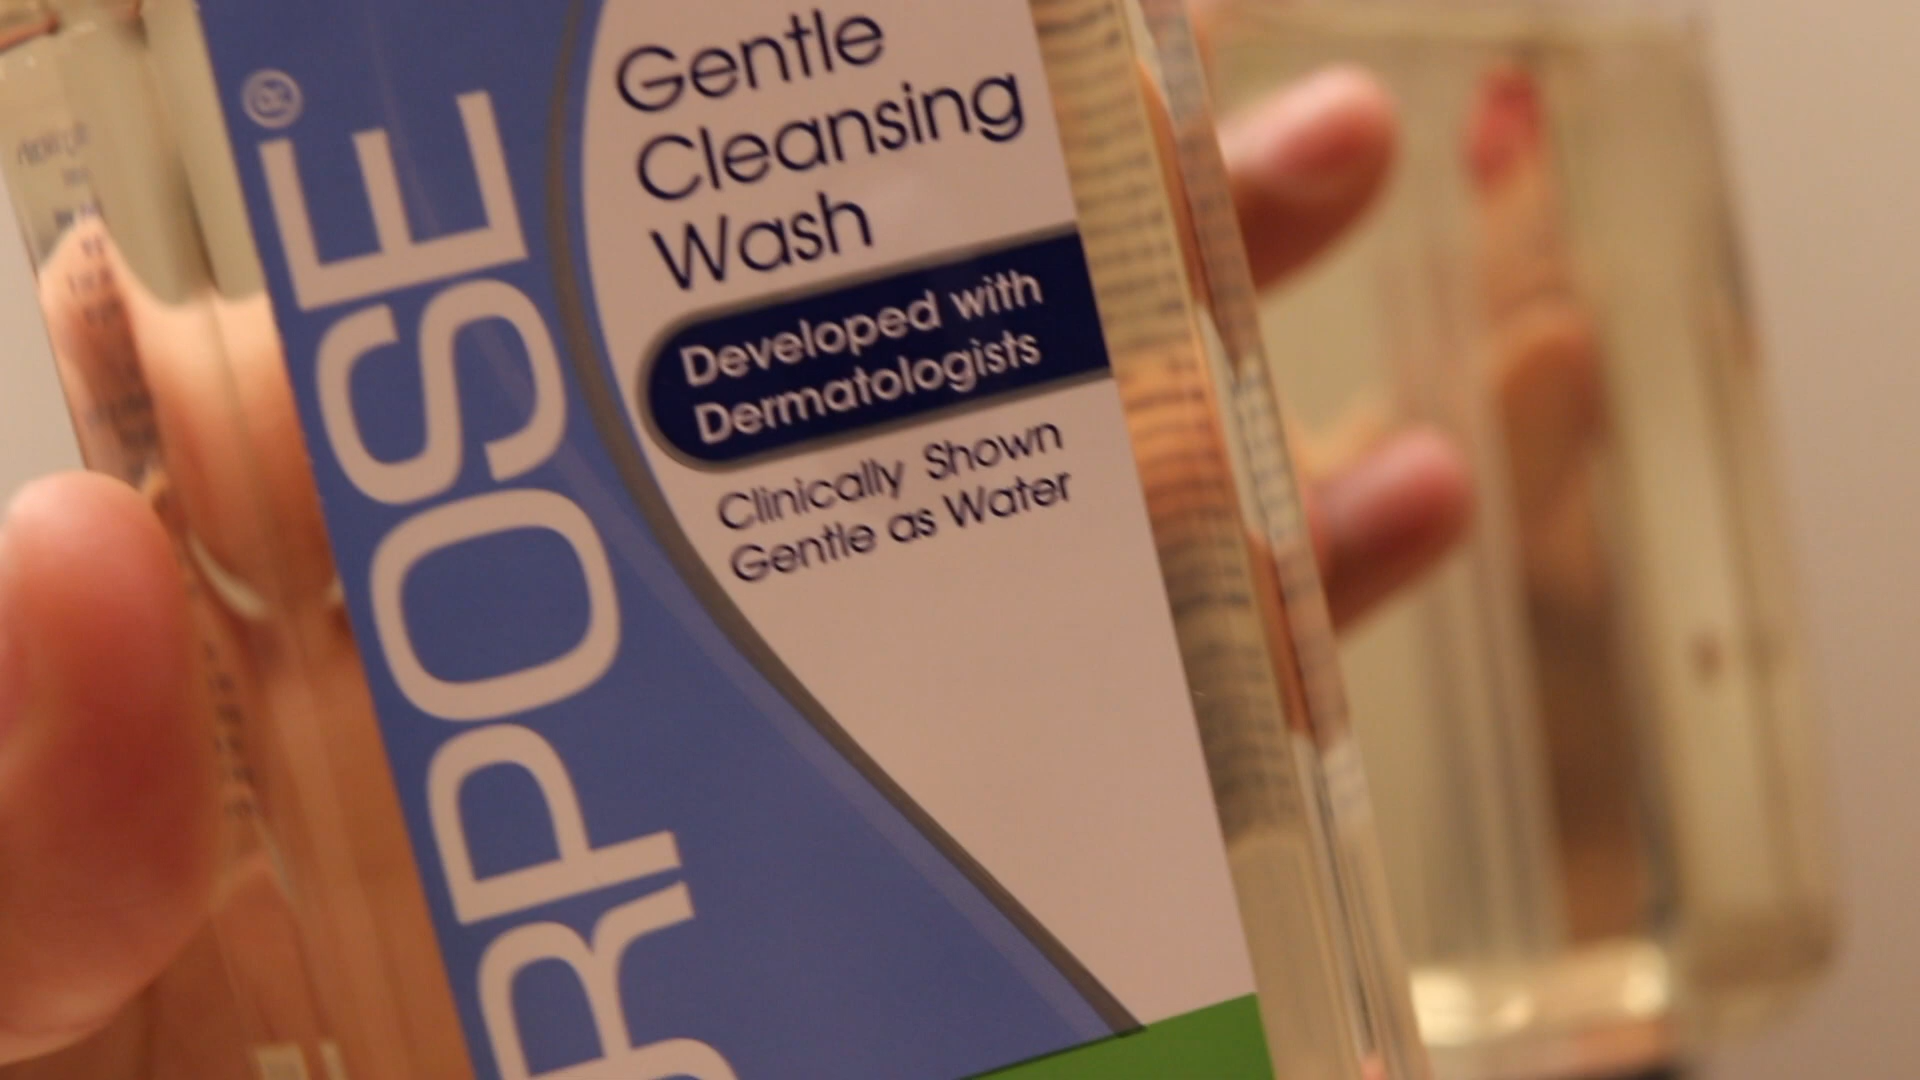 RPOSE®
Gentle
Cleansing
Wash
Developed with
Dermatologists
Clinically Shown
Gentle as Water